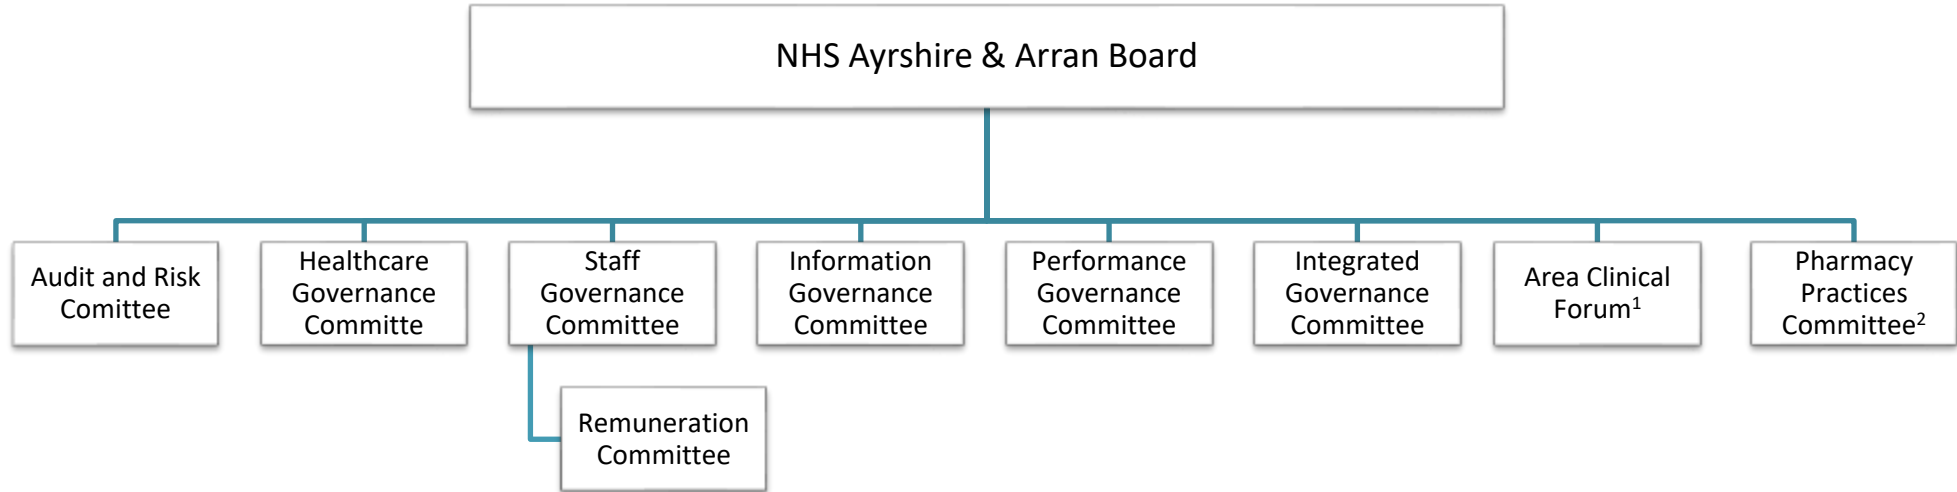 NHS Ayrshire & Arran Board
Audit and Risk
Comittee
Healthcare
Governance
Committe
Staff
Governance
Committee
Information
Governance
Committee
Performance
Governance
Committee
Integrated
Governance
Committee
Area Clinical
Forum¹
Pharmacy
Practices
Committee²
Remuneration
Committee